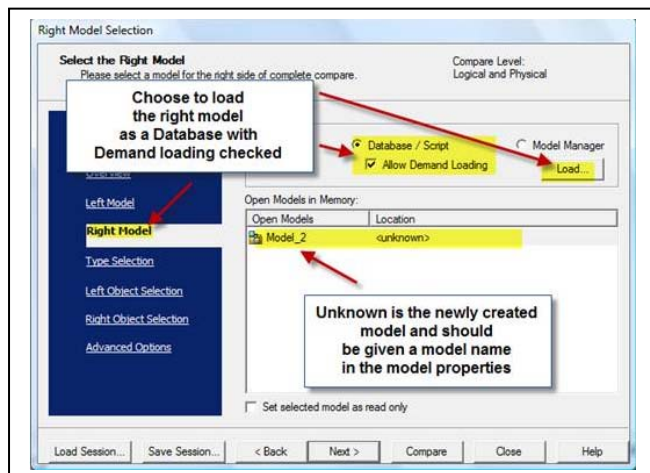 Right Model Selection
Select the Right Model
Please select a model for the right side of complete compare.
Compare Level:
Logical and Physical
Choose to load
the right model
as a Database with
Demand loading checked
Database / Script
Model Manager
Allow Demand Loading
Load...
Overview
Left Model
Right Model
Type Selection
Left Object Selection
Right Object Selection
Advanced Options
Open Models in Memory:
Open Models
Location
Model_2
<unknown>
Unknown is the newly created
model and should
be given a model name
in the model properties
Set selected model as read only
Load Session...
Save Session...
< Back
Next >
Compare
Close
Help